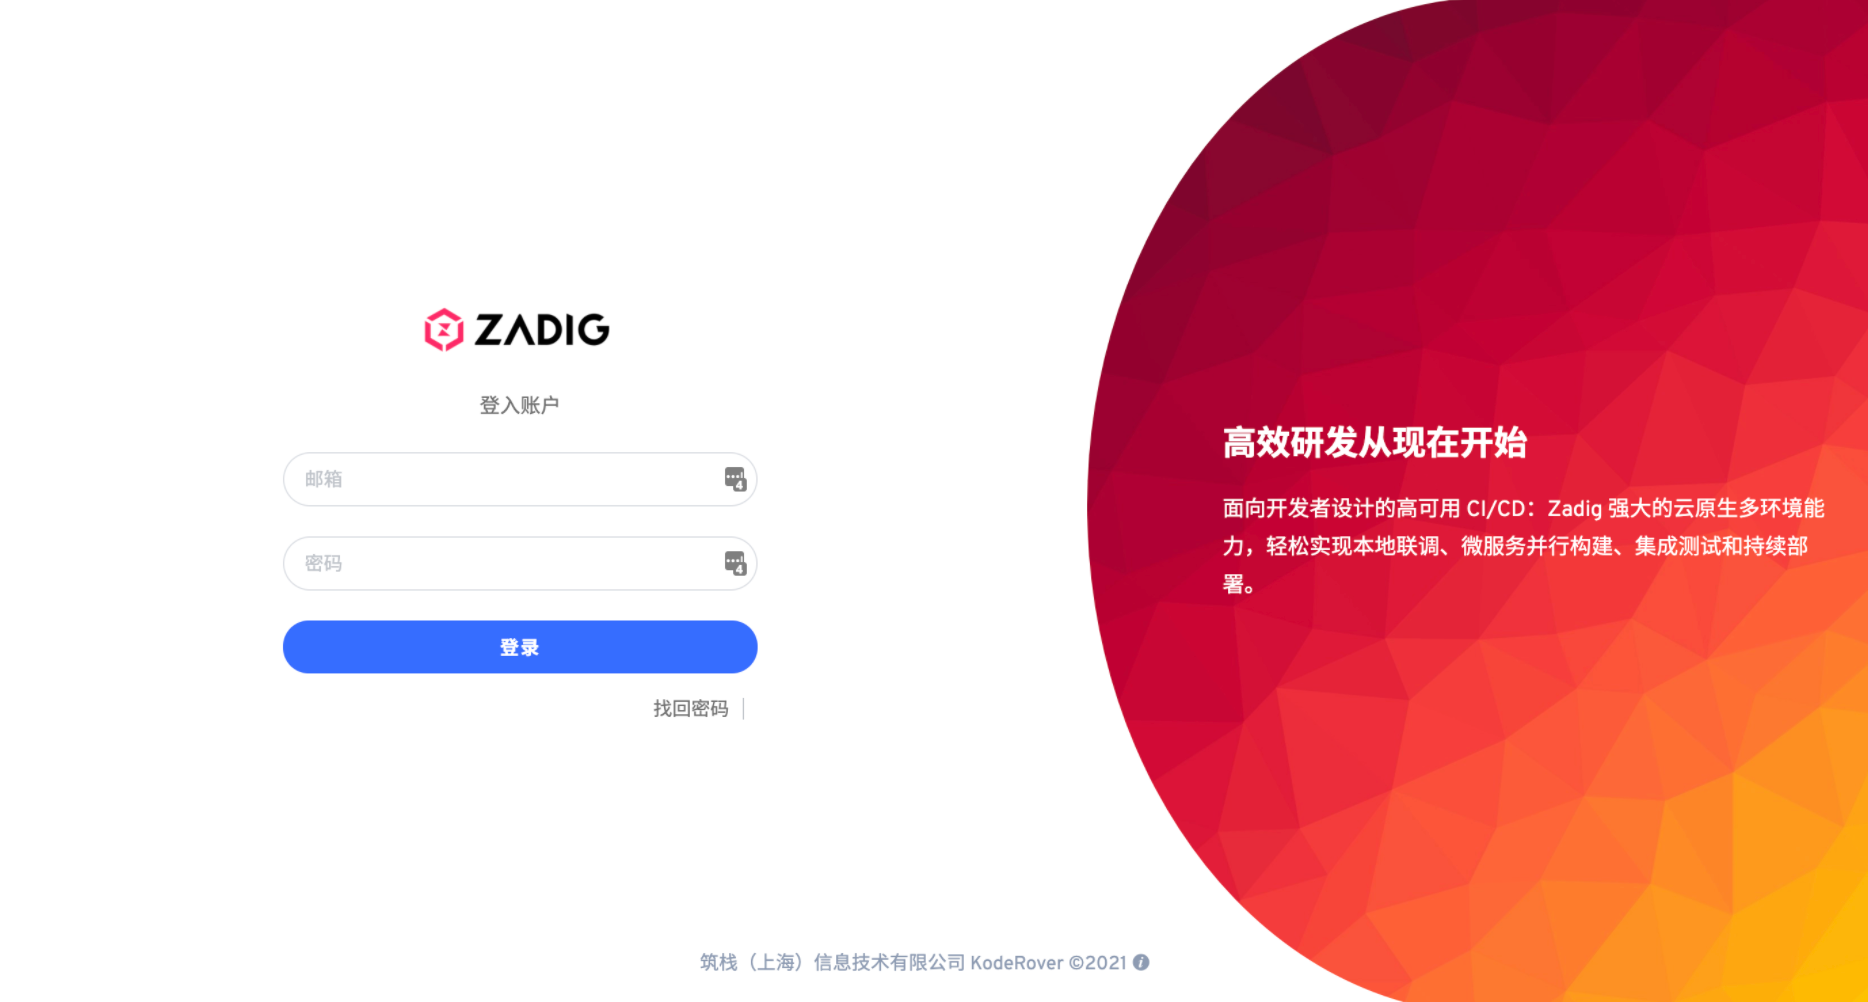 ZADIG
登入账户
邮箱
4
密码
4
登录
找回密码
高效研发从现在开始
面向开发者设计的高可用 CI/CD：Zadig 强大的云原生多环境能
力，轻松实现本地联调、微服务并行构建、集成测试和持续部
署。
筑栈（上海）信息技术有限公司 KodeRover ©2021